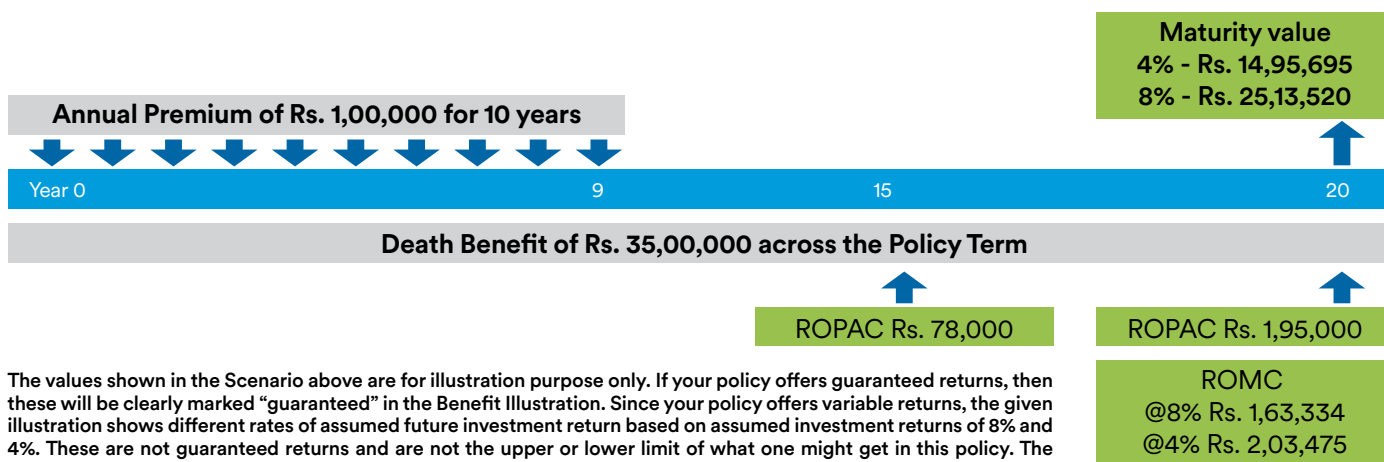 Maturity value
4% - Rs. 14,95,695
8% - Rs. 25,13,520
Annual Premium of Rs. 1,00,000 for 10 years
Year 0
9
15
20
Death Benefit of Rs. 35,00,000 across the Policy Term
ROPAC Rs. 78,000
ROPAC Rs. 1,95,000
The values shown in the Scenario above are for illustration purpose only. If your policy offers guaranteed returns, then
these will be clearly marked “guaranteed” in the Benefit Illustration. Since your policy offers variable returns, the given
illustration shows different rates of assumed future investment return based on assumed investment returns of 8% and
4%. These are not guaranteed returns and are not the upper or lower limit of what one might get in this policy. The
ROMC
@8% Rs. 1,63,334
@4% Rs. 2,03,475